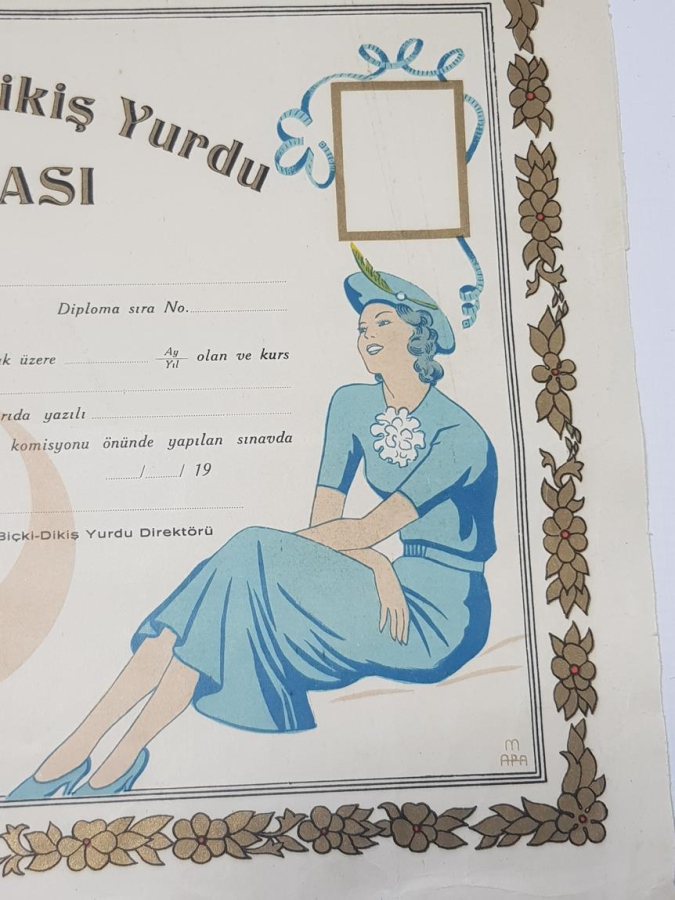 ikiş Yurdu
ASI
Diploma sıra No.
k üzere Ay/Yıl olan ve kurs
rıda yazılı
komisyonu önünde yapılan sınavda
/ / 19
Biçki-Dikiş Yurdu Direktörü
M
APA